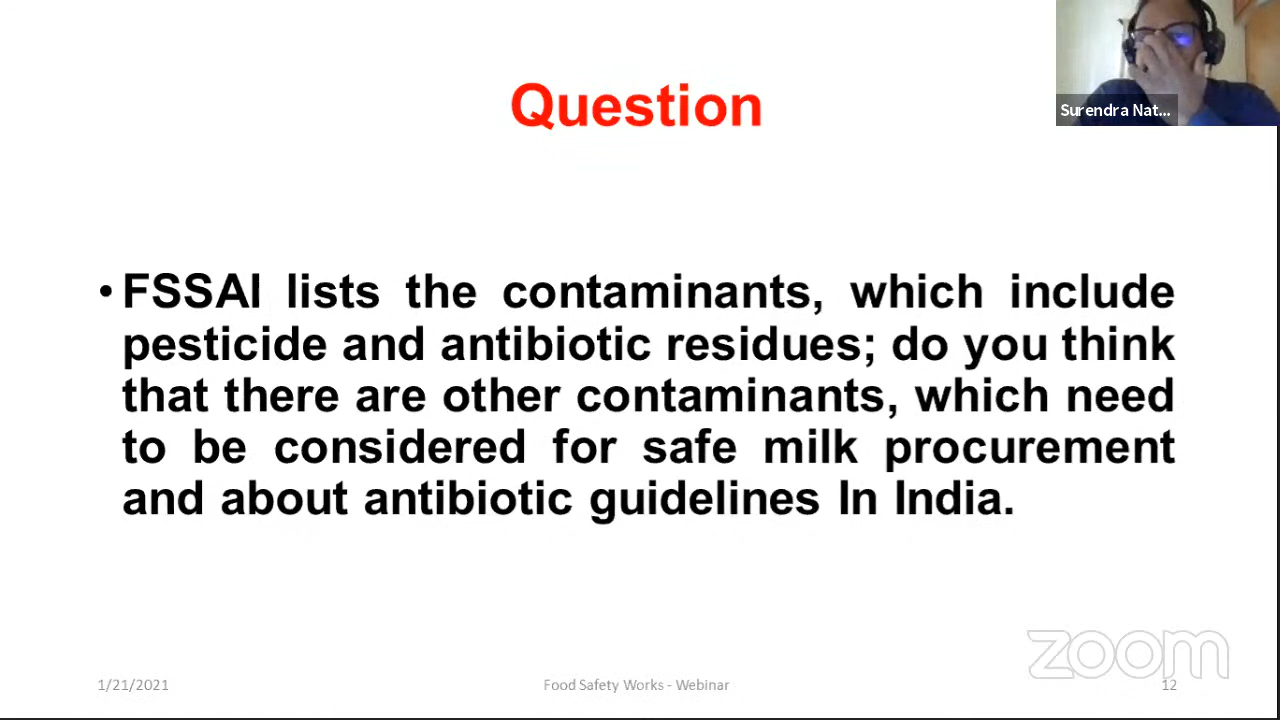 Question
Surendra Nat...
• FSSAI lists the contaminants, which include
pesticide and antibiotic residues; do you think
that there are other contaminants, which need
to be considered for safe milk procurement
and about antibiotic guidelines In India.
zoom
1/21/2021
Food Safety Works - Webinar
12